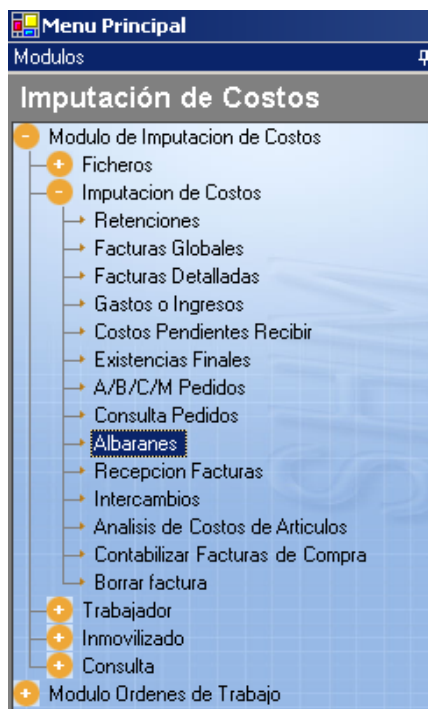 Menu Principal
Modulos
Imputación de Costos
Modulo de Imputacion de Costos
Ficheros
Imputacion de Costos
Retenciones
Facturas Globales
Facturas Detalladas
Gastos o Ingresos
Costos Pendientes Recibir
Existencias Finales
A/B/C/M Pedidos
Consulta Pedidos
Albaranes
Recepcion Facturas
Intercambios
Analisis de Costos de Articulos
Contabilizar Facturas de Compra
Borrar factura
Trabajador
Inmovilizado
Consulta
Modulo Ordenes de Trabajo